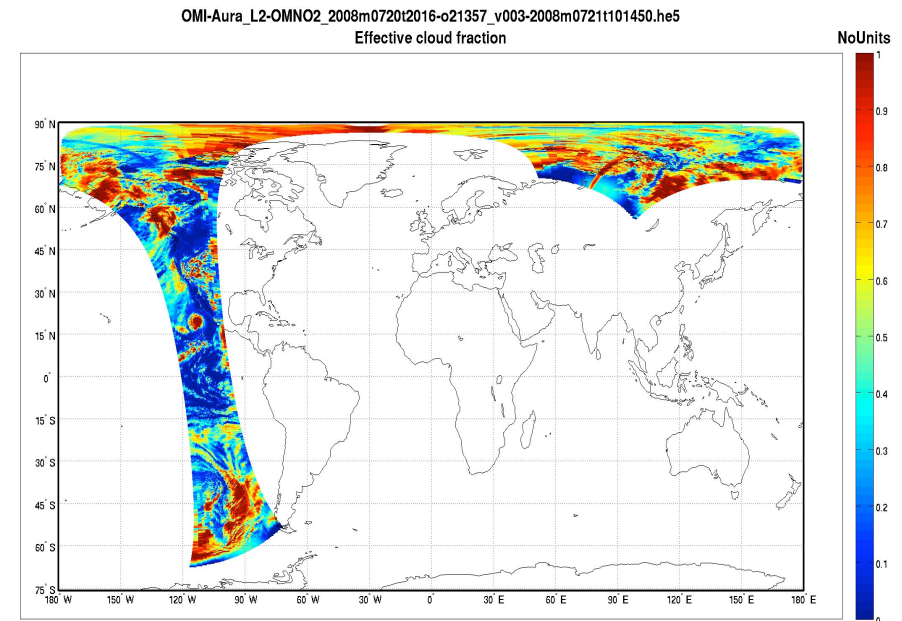 OMI-Aura_L2-OMNO2_2008m0720t2016-o21357_v003-2008m0721t101450.he5
Effective cloud fraction
NoUnits
1
0.9
0.8
0.7
0.6
0.5
0.4
0.3
0.2
0.1
0
90° N
75° N
60° N
45° N
30° N
15° N
0°
15° S
30° S
45° S
60° S
75° S
180° W
150° W
120° W
90° W
60° W
30° W
0°
30° E
60° E
90° E
120° E
150° E
180° E